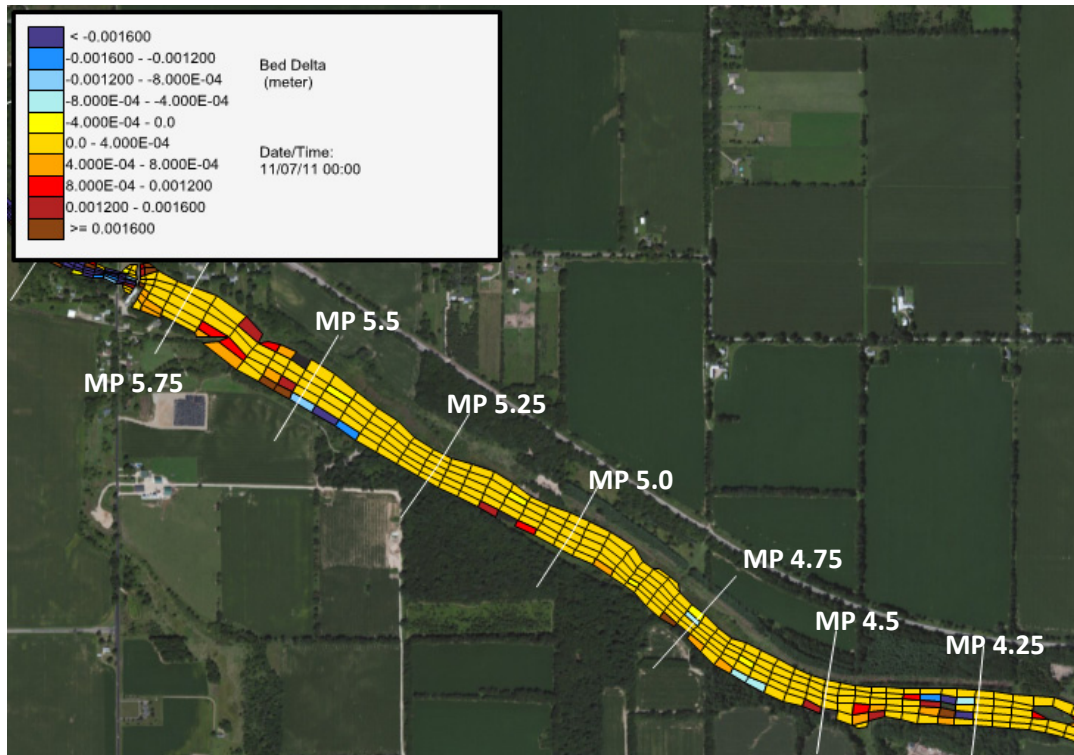 < -0.001600
-0.001600 - -0.001200
-0.001200 - -8.000E-04
-8.000E-04 - -4.000E-04
-4.000E-04 - 0.0
0.0 - 4.000E-04
4.000E-04 - 8.000E-04
8.000E-04 - 0.001200
0.001200 - 0.001600
>= 0.001600
Bed Delta
(meter)
Date/Time:
11/07/11 00:00
MP 5.75
MP 5.5
MP 5.25
MP 5.0
MP 4.75
MP 4.5
MP 4.25